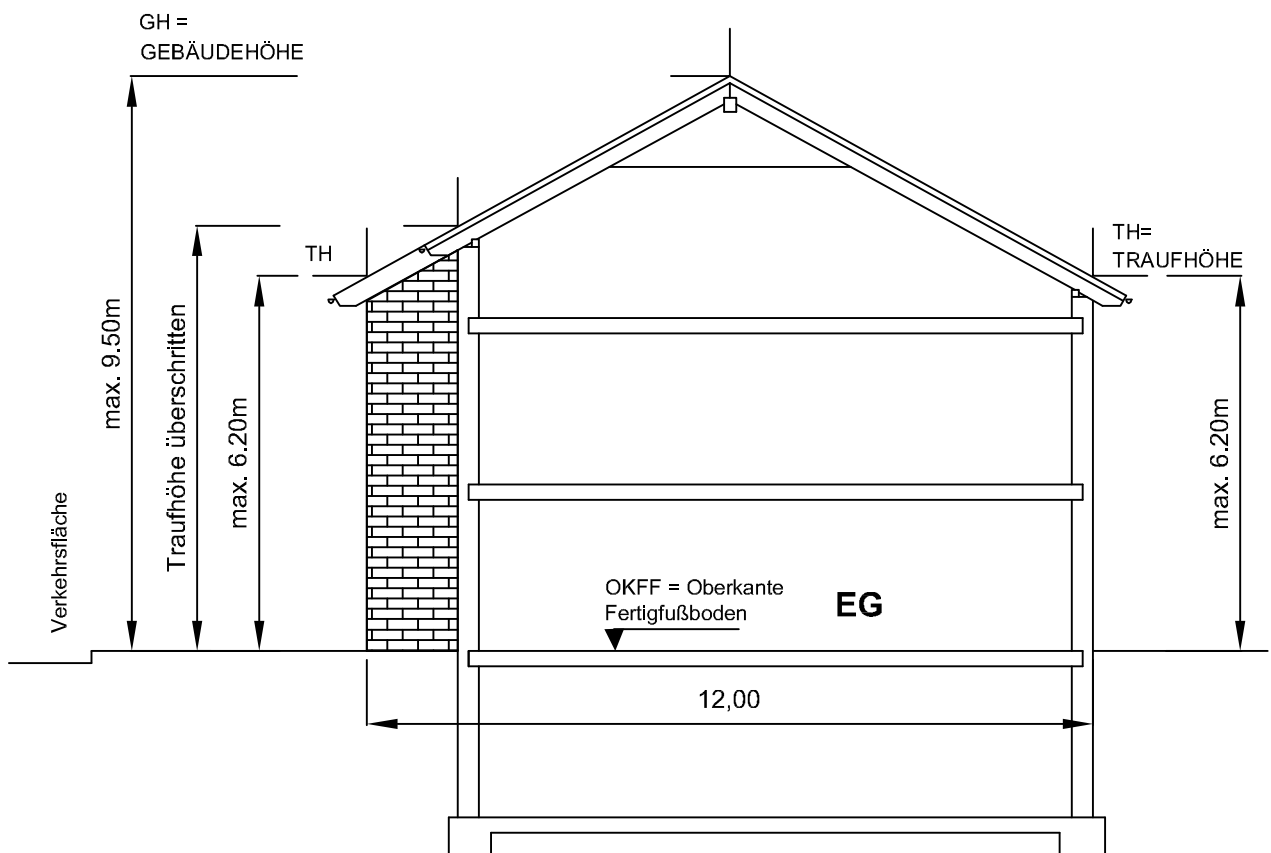 GH =
GEBÄUDEHÖHE
TH
TH=
TRAUFHÖHE
max. 9.50m
Traufhöhe überschritten
max. 6.20m
max. 6.20m
Verkehrsfläche
OKFF = Oberkante
Fertigfußboden
EG
12,00